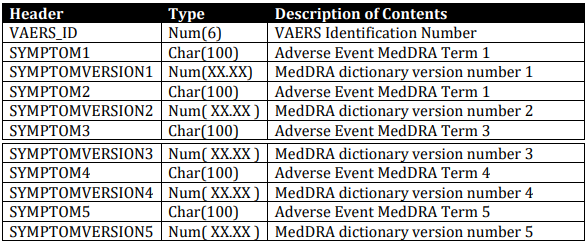 Header Type Description of Contents
VAERS_ID Num(6) VAERS Identification Number
SYMPTOM1 Char(100) Adverse Event MedDRA Term 1
SYMPTOMVERSION1 Num(XX.XX) MedDRA dictionary version number 1
SYMPTOM2 Char(100) Adverse Event MedDRA Term 1
SYMPTOMVERSION2 Num( XX.XX ) MedDRA dictionary version number 2
SYMPTOM3 Char(100) Adverse Event MedDRA Term 3
SYMPTOMVERSION3 Num( XX.XX ) MedDRA dictionary version number 3
SYMPTOM4 Char(100) Adverse Event MedDRA Term 4
SYMPTOMVERSION4 Num( XX.XX ) MedDRA dictionary version number 4
SYMPTOM5 Char(100) Adverse Event MedDRA Term 5
SYMPTOMVERSION5 Num( XX.XX ) MedDRA dictionary version number 5